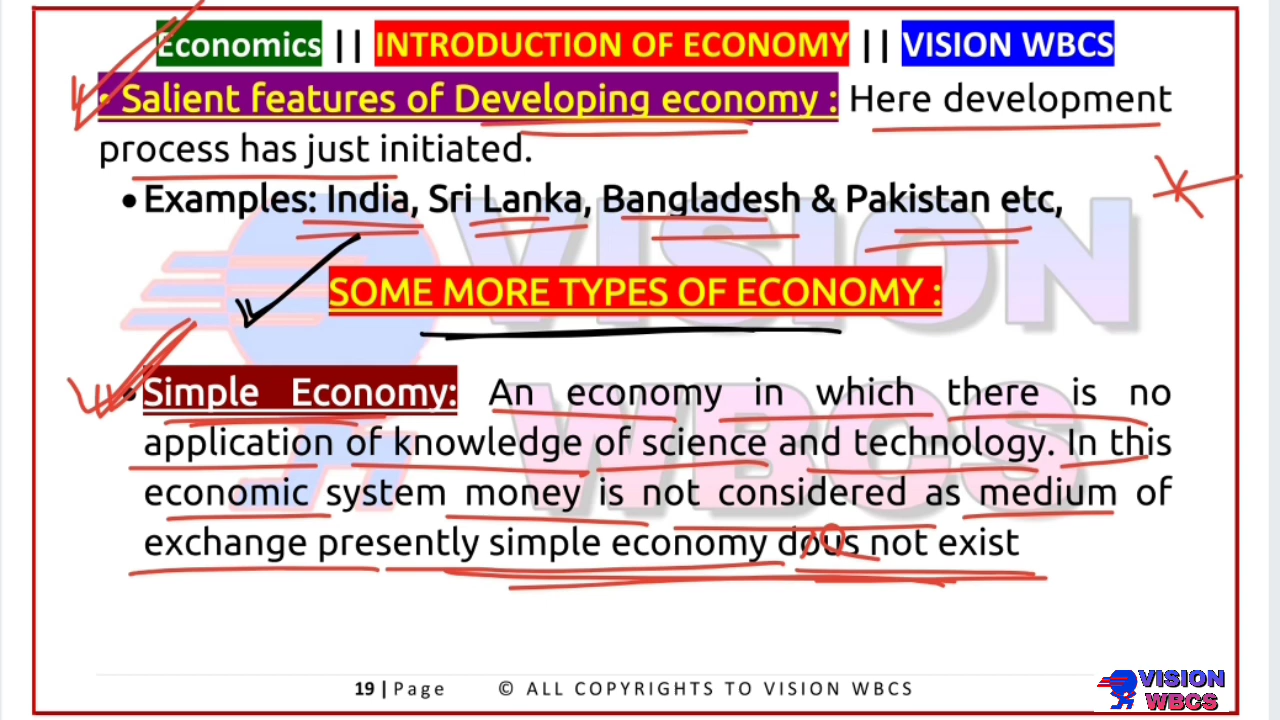 Economics || INTRODUCTION OF ECONOMY || VISION WBCS
• Salient features of Developing economy : Here development
process has just initiated.
• Examples: India, Sri Lanka, Bangladesh & Pakistan etc,
SOME MORE TYPES OF ECONOMY :
• Simple Economy: An economy in which there is no
application of knowledge of science and technology. In this
economic system money is not considered as medium of
exchange presently simple economy dous not exist
VISION
WBCS
19 | Page © ALL COPYRIGHTS TO VISION WBCS
VISION
WBCS